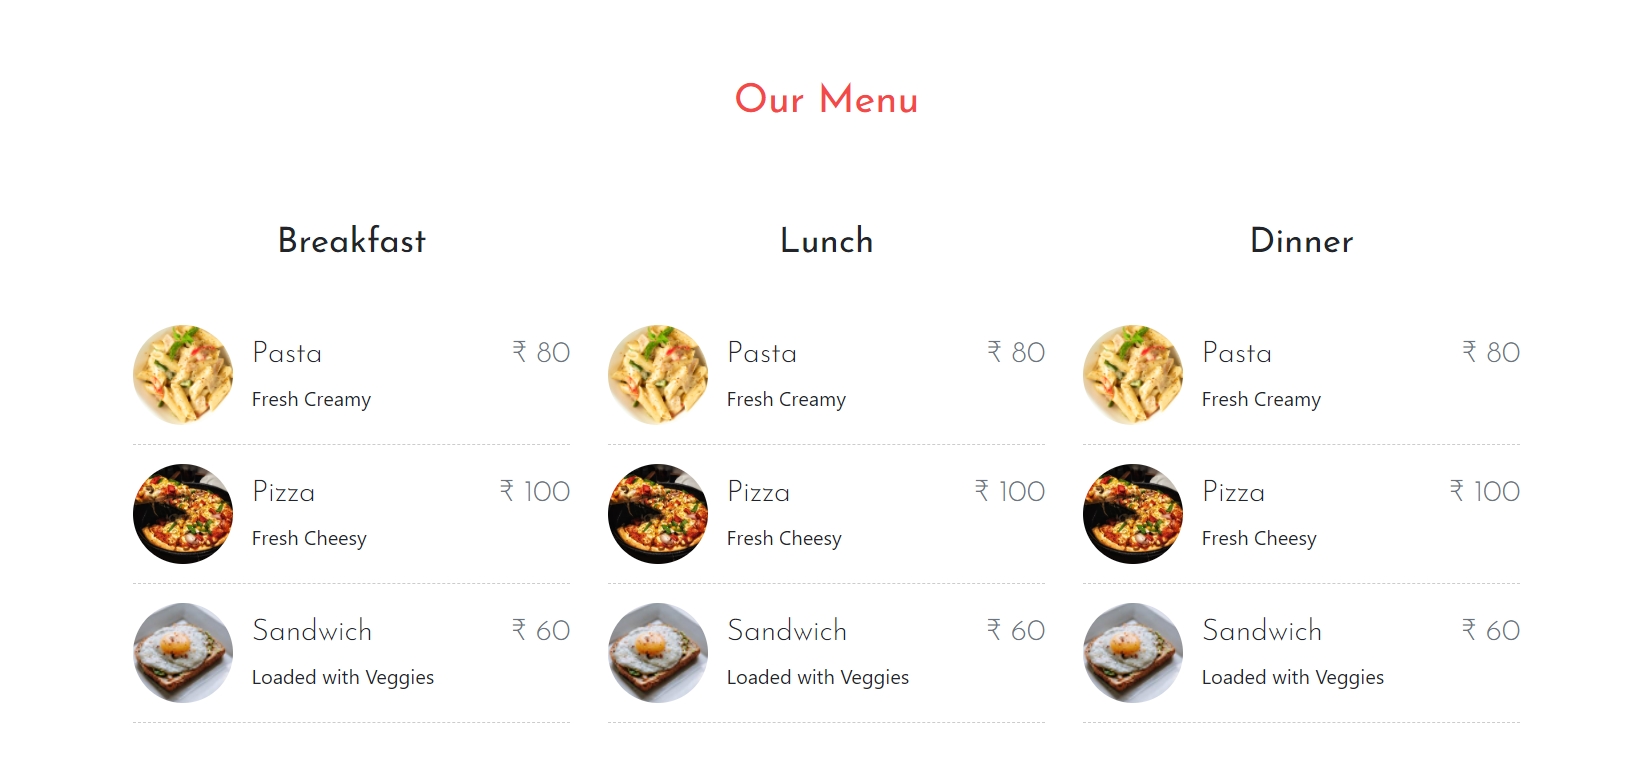 Our Menu
Breakfast
Pasta ₹ 80
Fresh Creamy
Pizza ₹ 100
Fresh Cheesy
Sandwich ₹ 60
Loaded with Veggies
Lunch
Pasta ₹ 80
Fresh Creamy
Pizza ₹ 100
Fresh Cheesy
Sandwich ₹ 60
Loaded with Veggies
Dinner
Pasta ₹ 80
Fresh Creamy
Pizza ₹ 100
Fresh Cheesy
Sandwich ₹ 60
Loaded with Veggies